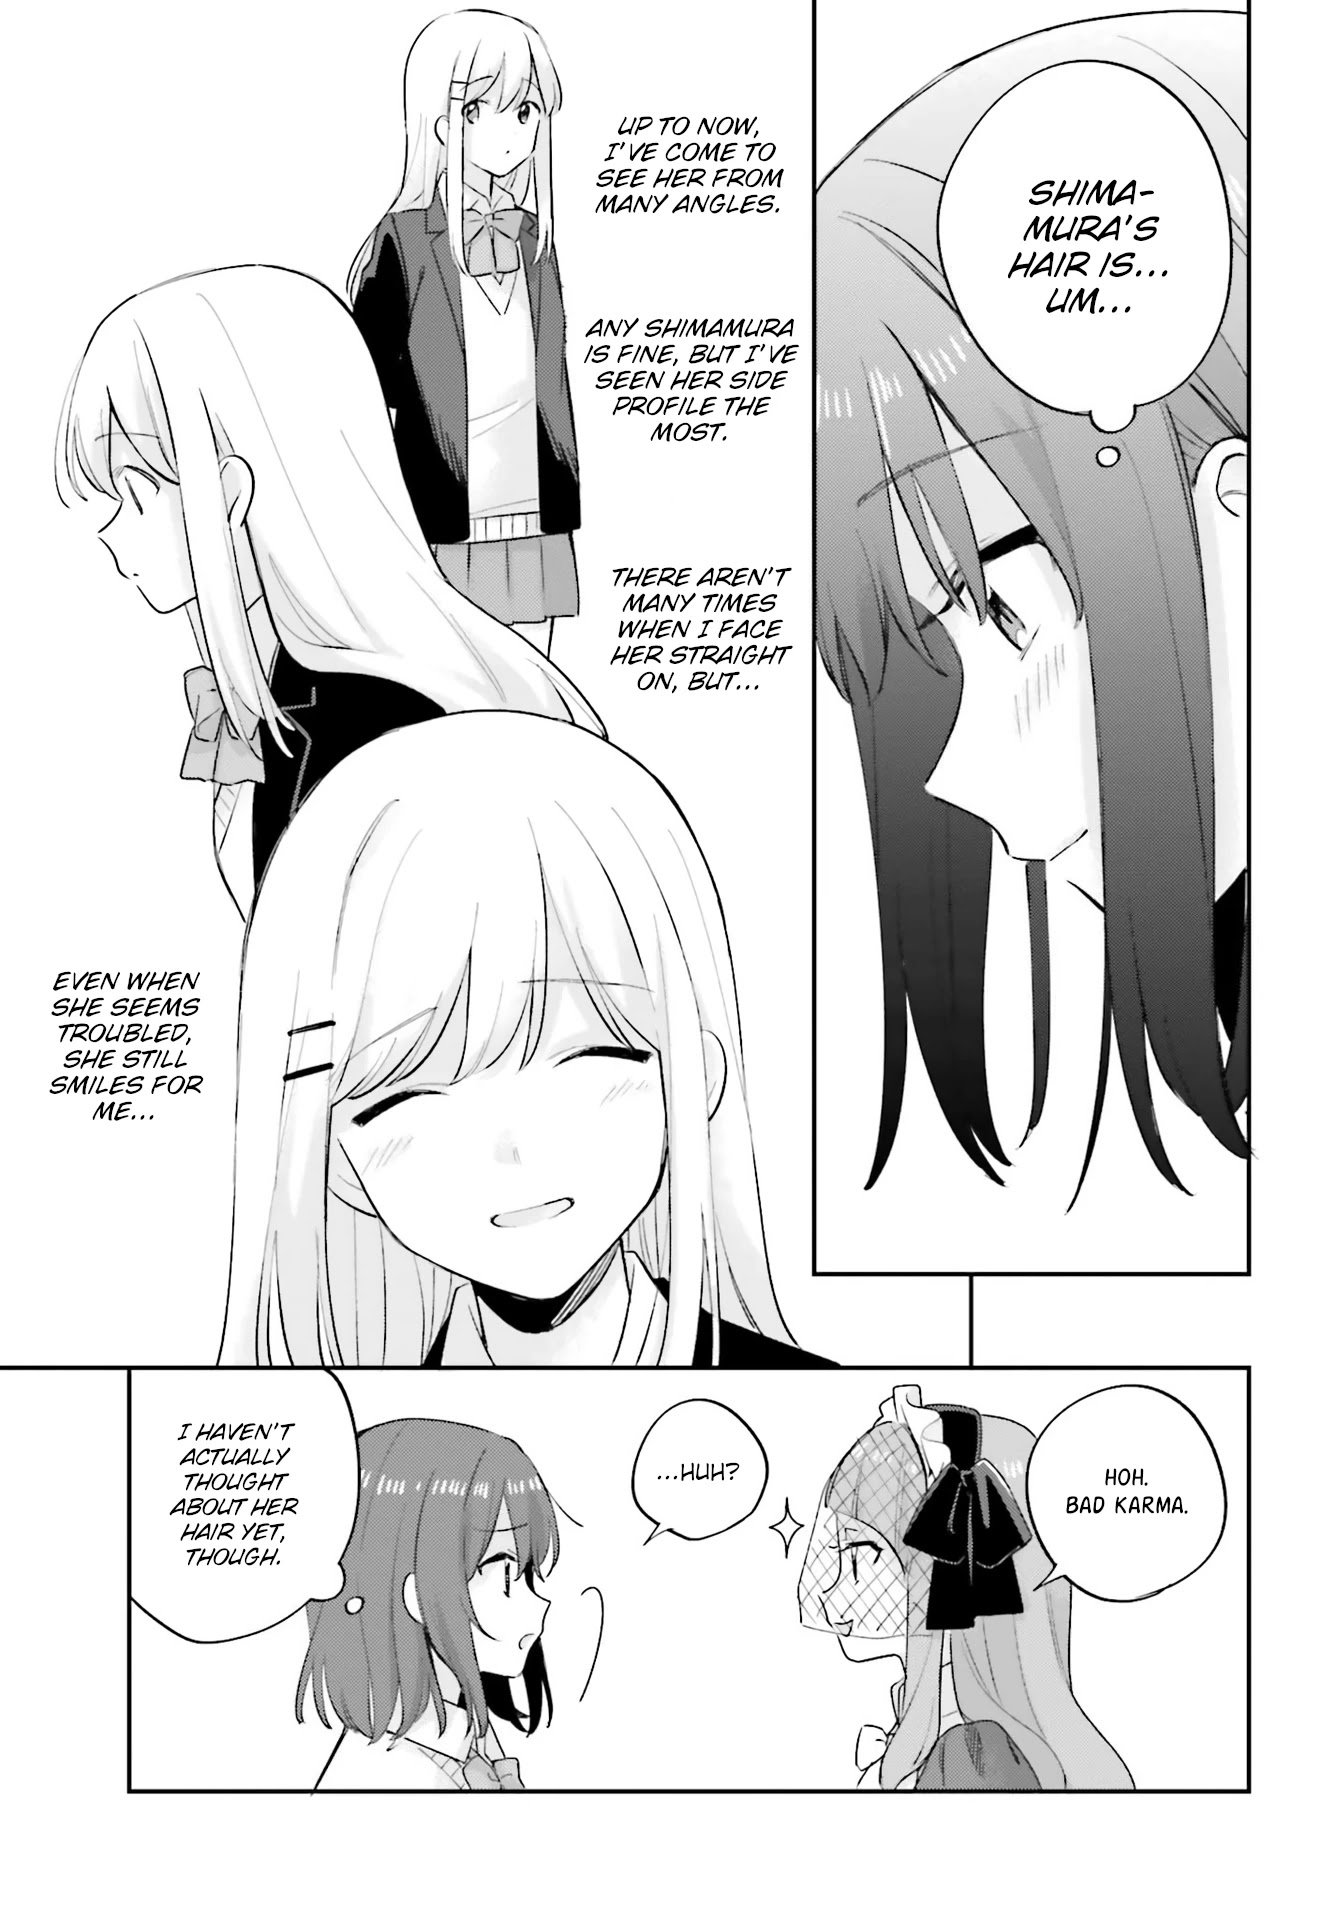 SHIMA-
MURA'S
HAIR IS...
UM...
UP TO NOW,
I'VE COME TO
SEE HER FROM
MANY ANGLES.
ANY SHIMAMURA
IS FINE, BUT I'VE
SEEN HER SIDE
PROFILE THE
MOST.
THERE AREN'T
MANY TIMES
WHEN I FACE
HER STRAIGHT
ON, BUT...
EVEN WHEN
SHE SEEMS
TROUBLED,
SHE STILL
SMILES FOR
ME...
HOH.
BAD KARMA.
...HUH?
I HAVEN'T
ACTUALLY
THOUGHT
ABOUT HER
HAIR YET,
THOUGH.